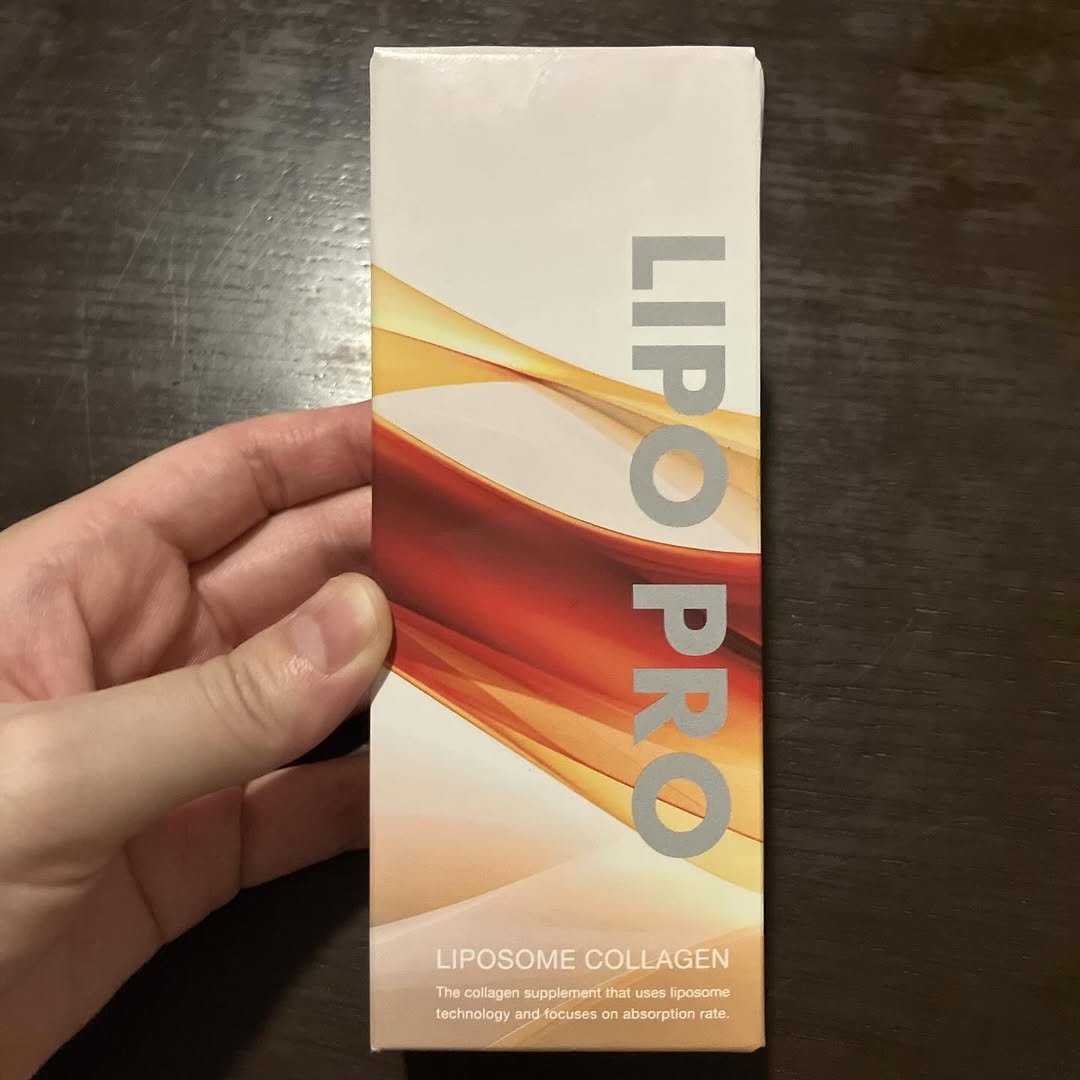 LIPO PRO
LIPOSOME COLLAGEN
The collagen supplement that uses liposome
technology and focuses on absorption rate.